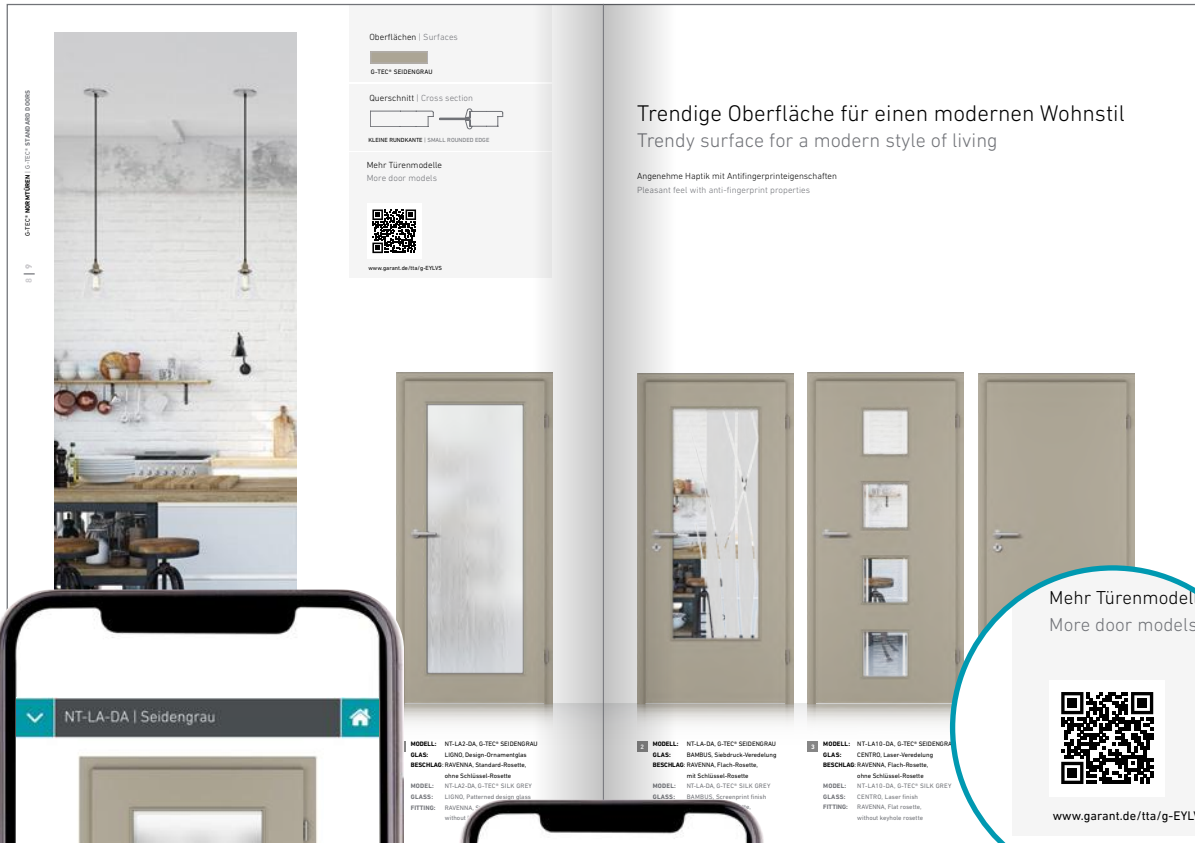 G-TEC® NORMTÜREN | G-TEC® STANDARD DOORS
8 | 9
Oberflächen | Surfaces
G-TEC® SEIDENGRAU
Querschnitt | Cross section
KLEINE RUNDKANTE | SMALL ROUNDED EDGE
Mehr Türenmodelle
More door models
www.garant.de/tta/g-EYLVS
Trendige Oberfläche für einen modernen Wohnstil
Trendy surface for a modern style of living
Angenehme Haptik mit Antifingerprinteigenschaften
Pleasant feel with anti-fingerprint properties
NT-LA-DA | Seidengrau
MODELL: NT-LA2-DA, G-TEC® SEIDENGRAU
GLAS: LIGNO, Design-Ornamentglas
BESCHLAG: RAVENNA, Standard-Rosette,
ohne Schlüssel-Rosette
MODEL: NT-LA2-DA, G-TEC® SILK GREY
GLASS: LIGNO, Patterned design glass
FITTING: RAVENNA,
without
2 MODELL: NT-LA-DA, G-TEC® SEIDENGRAU
GLAS: BAMBUS, Siebdruck-Veredelung
BESCHLAG: RAVENNA, Flach-Rosette,
mit Schlüssel-Rosette
MODEL: NT-LA-DA, G-TEC® SILK GREY
GLASS: BAMBUS, Screenprint finish
3 MODELL: NT-LA10-DA, G-TEC® SEIDENGRA
GLAS: CENTRO, Laser-Veredelung
BESCHLAG: RAVENNA, Flach-Rosette,
ohne Schlüssel-Rosette
MODEL: NT-LA10-DA, G-TEC® SILK GREY
GLASS: CENTRO, Laser finish
FITTING: RAVENNA, Flat rosette,
without keyhole rosette
Mehr Türenmodell
More door models
www.garant.de/tta/g-EYLV